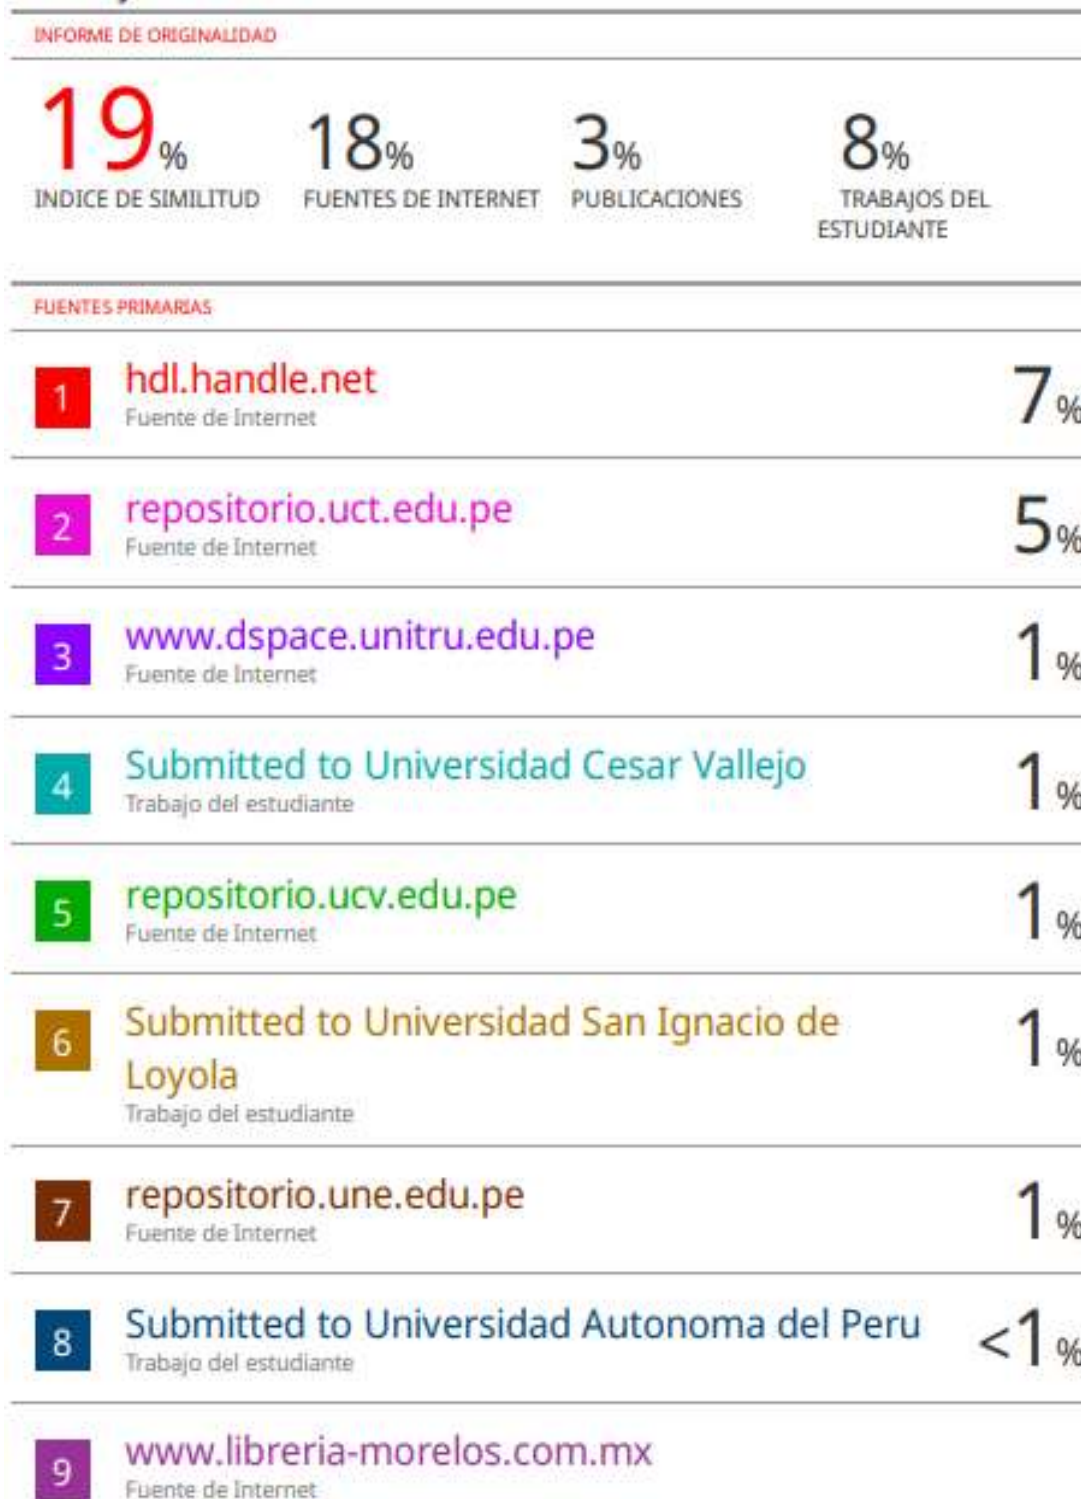 INFORME DE ORIGINALIDAD
19%
18%
3%
8%
INDICE DE SIMILITUD
FUENTES DE INTERNET
PUBLICACIONES
TRABAJOS DEL
ESTUDIANTE
FUENTES PRIMARIAS
1
hdl.handle.net
Fuente de Internet
7%
2
repositorio.uct.edu.pe
Fuente de Internet
5%
3
www.dspace.unitru.edu.pe
Fuente de Internet
1%
4
Submitted to Universidad Cesar Vallejo
Trabajo del estudiante
1%
5
repositorio.ucv.edu.pe
Fuente de Internet
1%
6
Submitted to Universidad San Ignacio de
Loyola
Trabajo del estudiante
1%
7
repositorio.une.edu.pe
Fuente de Internet
1%
8
Submitted to Universidad Autonoma del Peru
Trabajo del estudiante
<1%
9
www.libreria-morelos.com.mx
Fuente de Internet